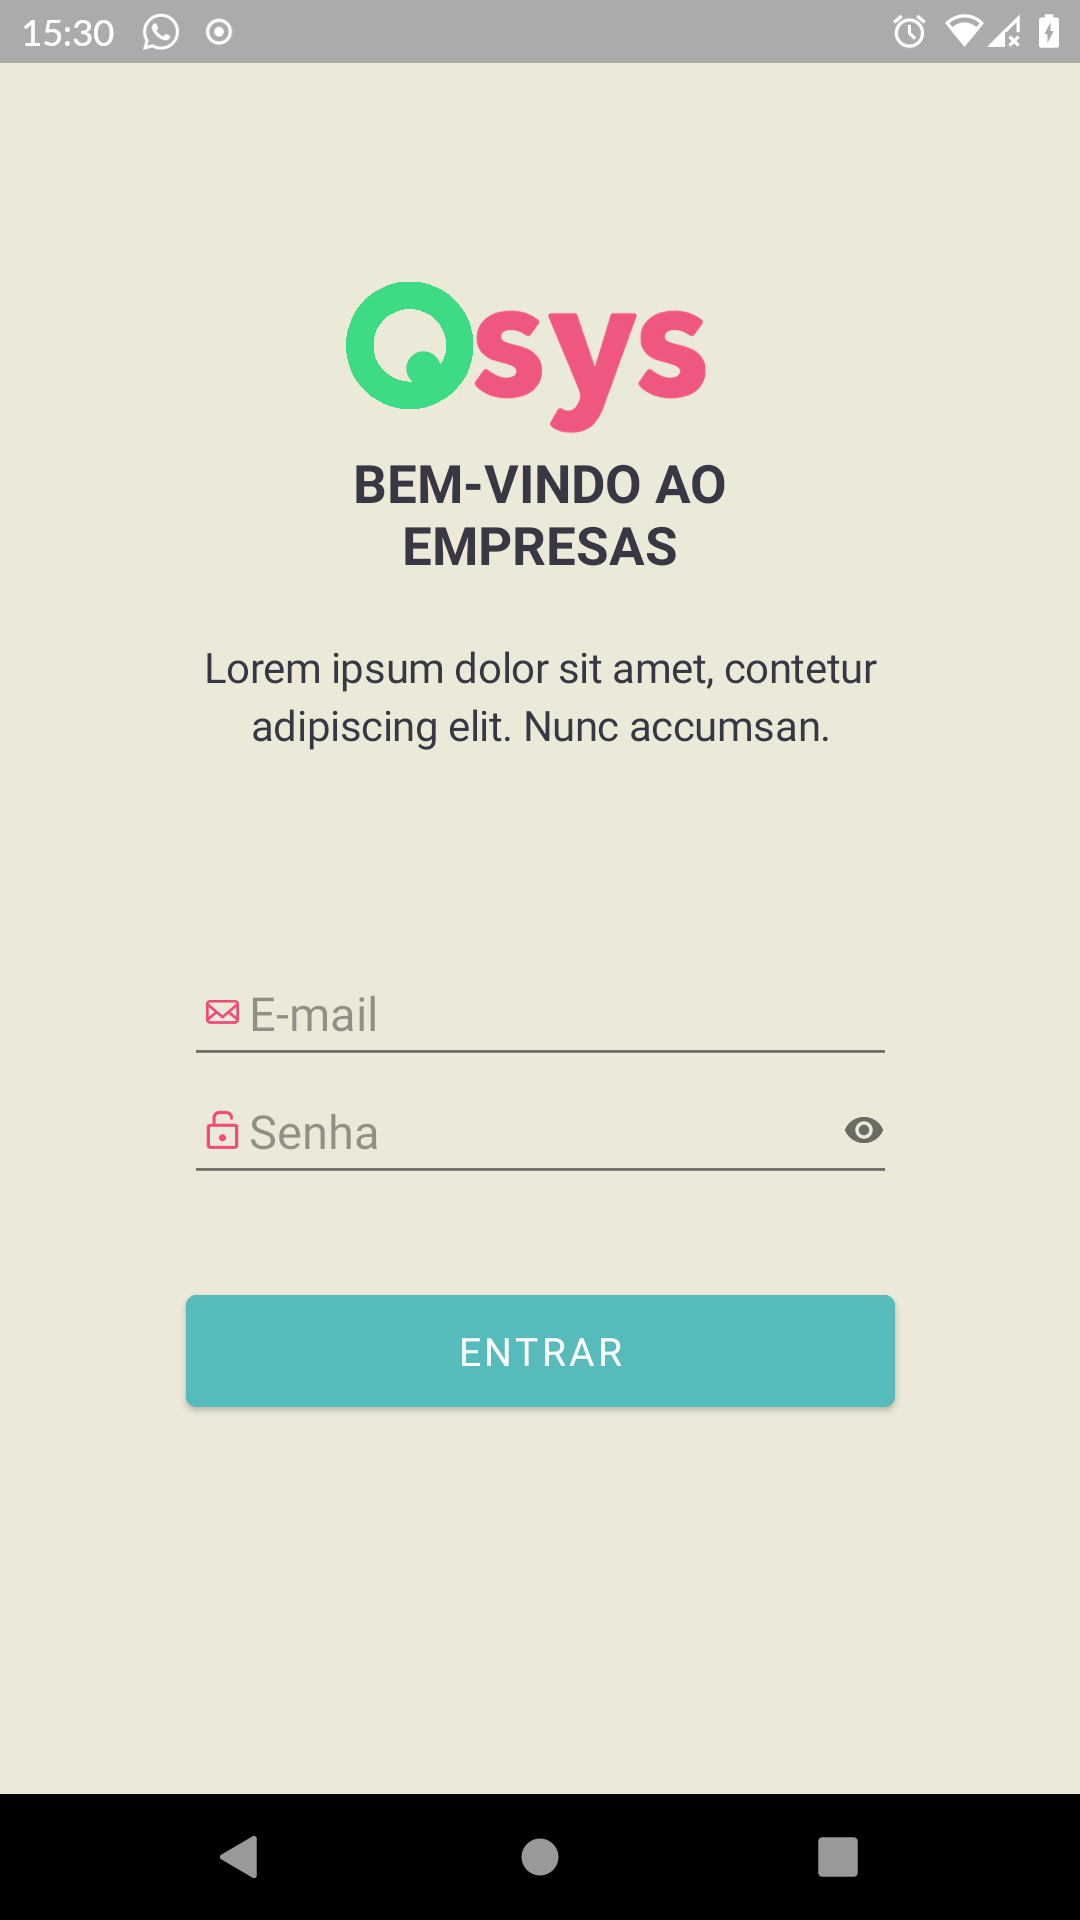 15:30
Qsys
BEM-VINDO AO
EMPRESAS
Lorem ipsum dolor sit amet, contetur
adipiscing elit. Nunc accumsan.
E-mail
Senha
ENTRAR